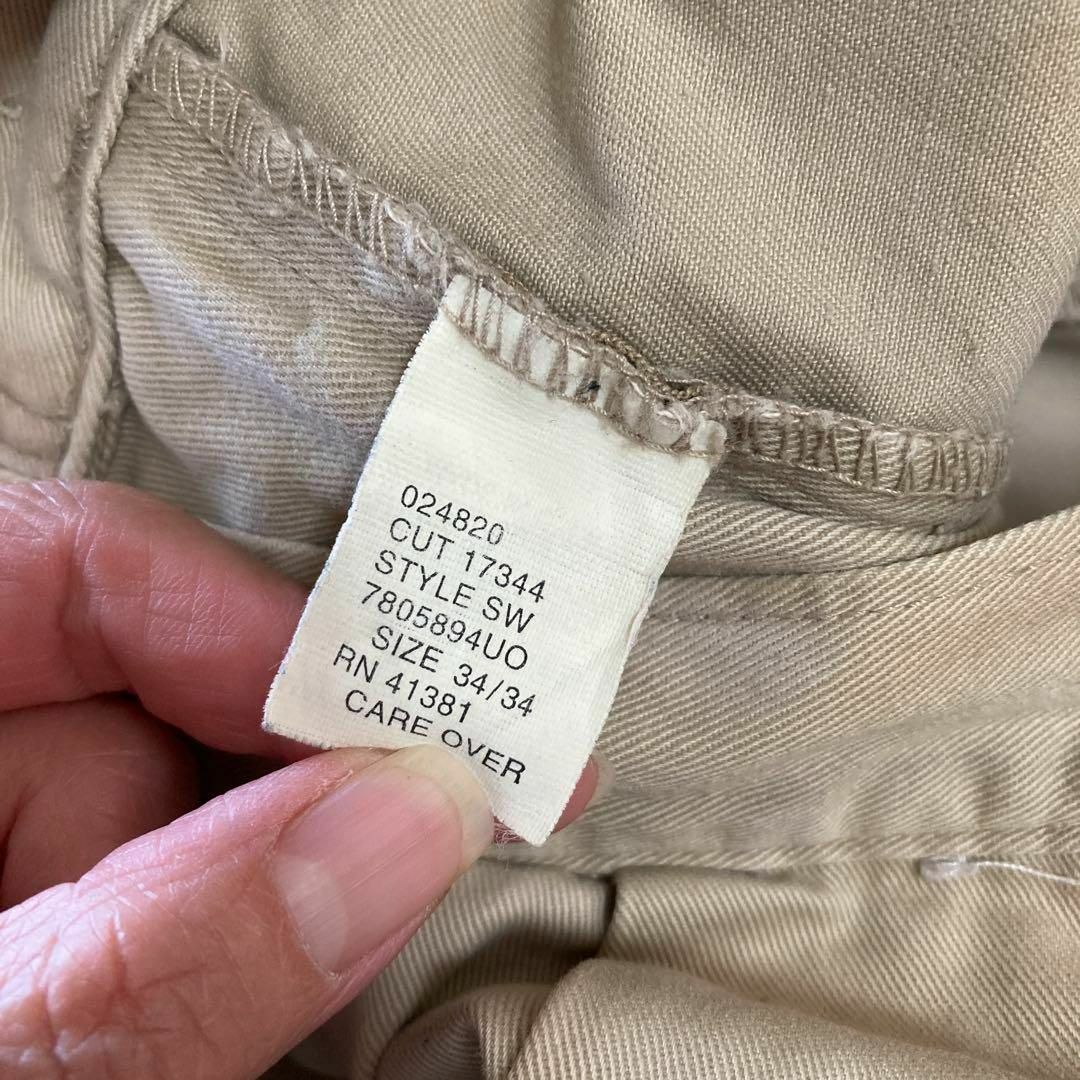 024820
CUT 17344
STYLE SW
7805894UO
SIZE 34/34
RN 41381
CARE OVER